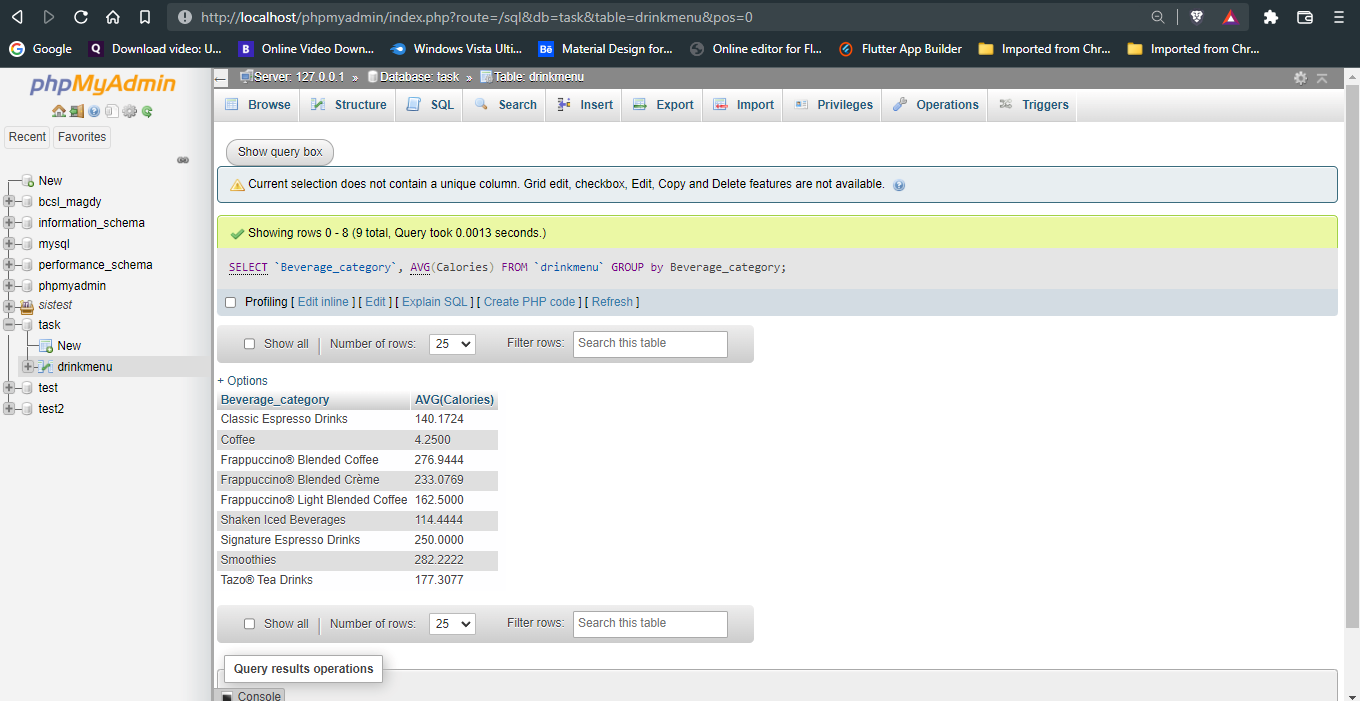 http://localhost/phpmyadmin/index.php?route=/sql&db=task&table=drinkmenu&pos=0
Google Download video: U... Online Video Down... Windows Vista Ulti... Bē Material Design for... Online editor for Fl... Flutter App Builder Imported from Chr... Imported from Chr...
phpMyAdmin
Recent Favorites
New
bcsl_magdy
information_schema
mysql
performance_schema
phpmyadmin
sistest
task
New
drinkmenu
test
test2
Server: 127.0.0.1 » Database: task » Table: drinkmenu
Browse Structure SQL Search Insert Export Import Privileges Operations Triggers
Show query box
Current selection does not contain a unique column. Grid edit, checkbox, Edit, Copy and Delete features are not available.
Showing rows 0 - 8 (9 total, Query took 0.0013 seconds.)
SELECT `Beverage_category`, AVG(Calories) FROM `drinkmenu` GROUP by Beverage_category;
Profiling [ Edit inline ] [ Edit ] [ Explain SQL ] [ Create PHP code ] [ Refresh ]
Show all | Number of rows: 25 Filter rows: Search this table
+ Options
Beverage_category AVG(Calories)
Classic Espresso Drinks 140.1724
Coffee 4.2500
Frappuccino® Blended Coffee 276.9444
Frappuccino® Blended Crème 233.0769
Frappuccino® Light Blended Coffee 162.5000
Shaken Iced Beverages 114.4444
Signature Espresso Drinks 250.0000
Smoothies 282.2222
Tazo® Tea Drinks 177.3077
Show all | Number of rows: 25 Filter rows: Search this table
Query results operations
Console